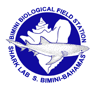 BIMINI BIOLOGICAL FIELD STATION
SHARK LAB S. BIMINI-BAHAMAS